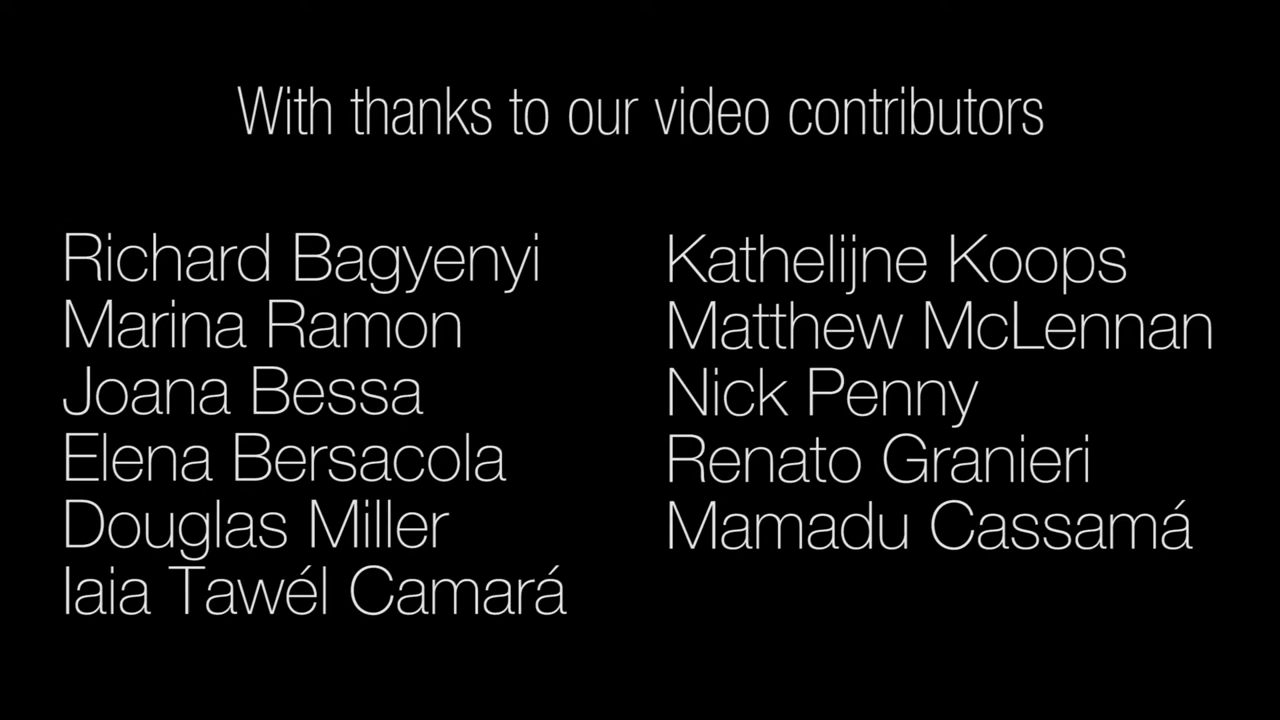 With thanks to our video contributors
Richard Bagyenyi
Marina Ramon
Joana Bessa
Elena Bersacola
Douglas Miller
Iaia Tawél Camará
Kathelijne Koops
Matthew McLennan
Nick Penny
Renato Granieri
Mamadu Cassamá